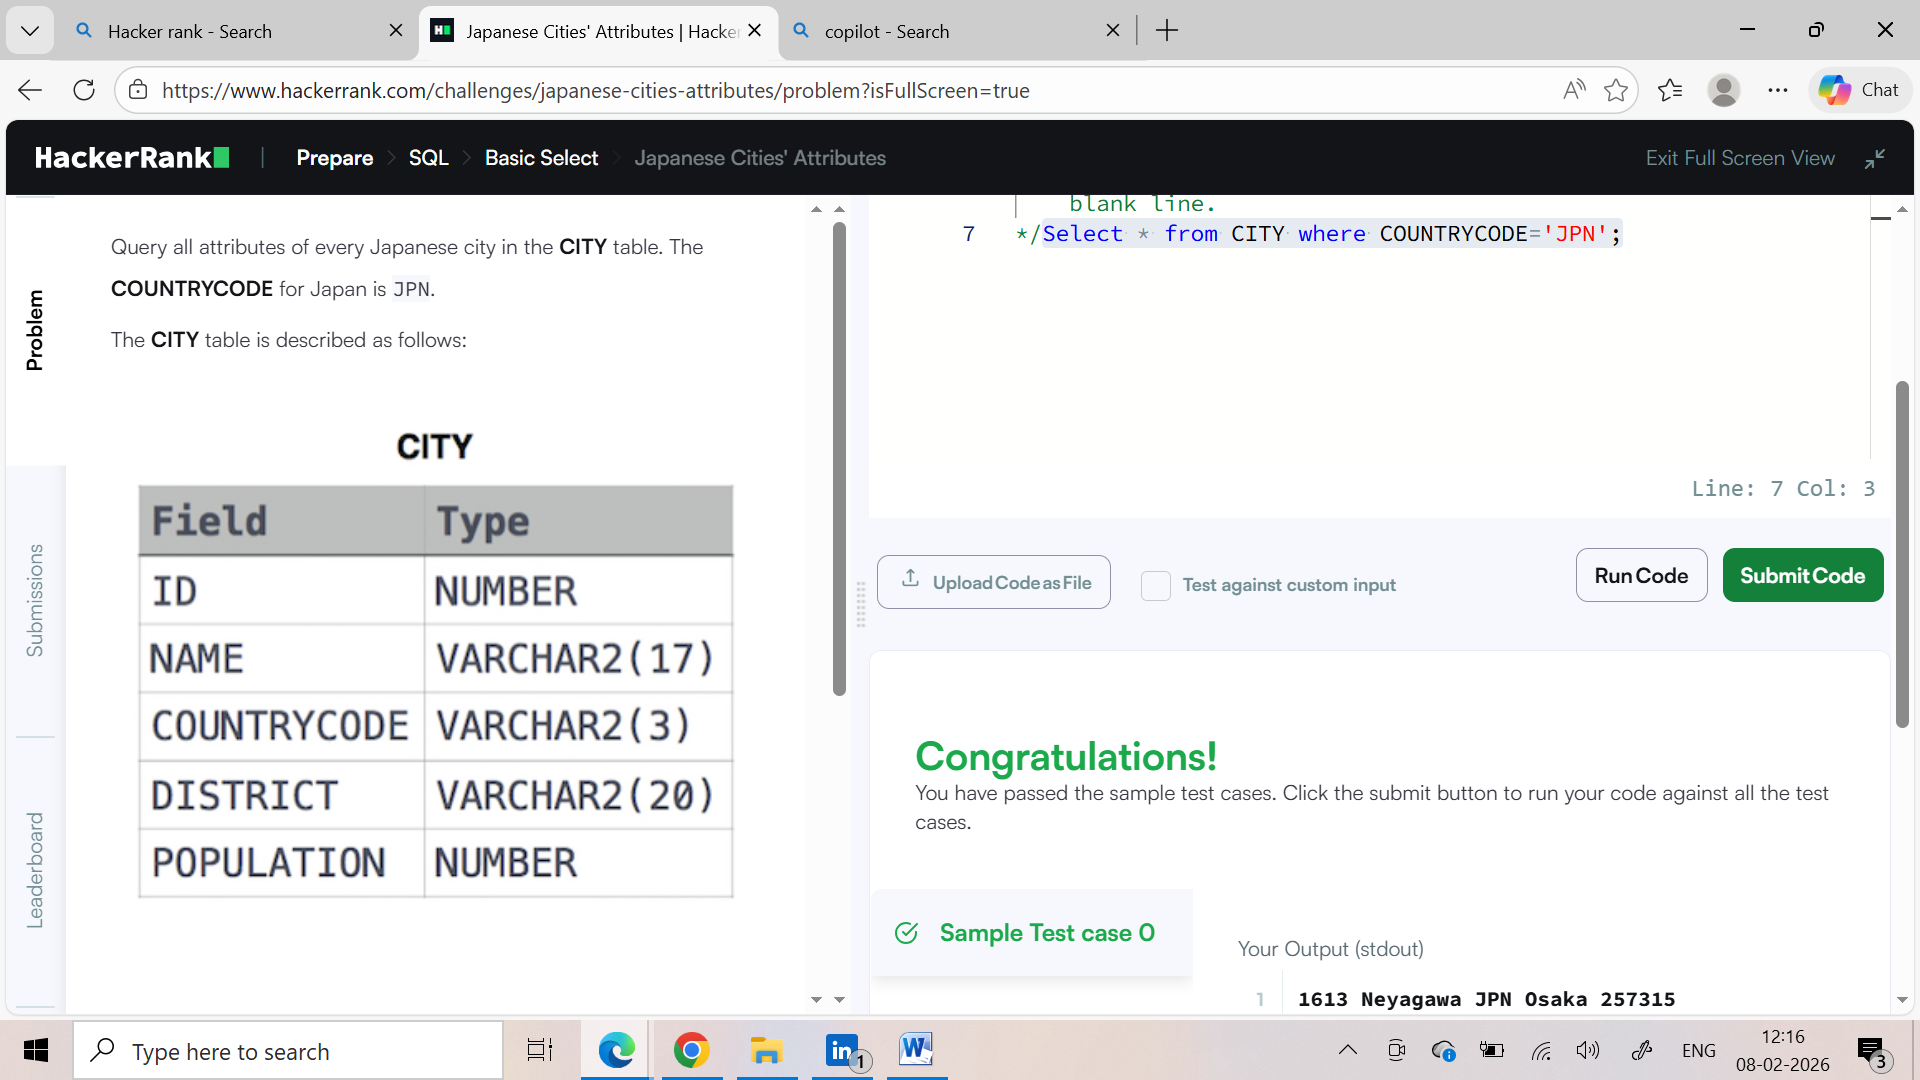 Hacker rank - Search
Japanese Cities' Attributes | Hacke
copilot - Search
https://www.hackerrank.com/challenges/japanese-cities-attributes/problem?isFullScreen=true
Chat
HackerRank
Prepare
SQL
Basic Select
Japanese Cities' Attributes
Exit Full Screen View
Problem
Submissions
Leaderboard
Query all attributes of every Japanese city in the CITY table. The
COUNTRYCODE for Japan is JPN.
The CITY table is described as follows:
CITY
Field Type
ID NUMBER
NAME VARCHAR2(17)
COUNTRYCODE VARCHAR2(3)
DISTRICT VARCHAR2(20)
POPULATION NUMBER
blank line.
7 */Select * from CITY where COUNTRYCODE='JPN';
Line: 7 Col: 3
Upload Code as File
Test against custom input
Run Code
Submit Code
Congratulations!
You have passed the sample test cases. Click the submit button to run your code against all the test
cases.
Sample Test case 0
Your Output (stdout)
1 1613 Neyagawa JPN Osaka 257315
Type here to search
1
ENG
12:16
08-02-2026
3